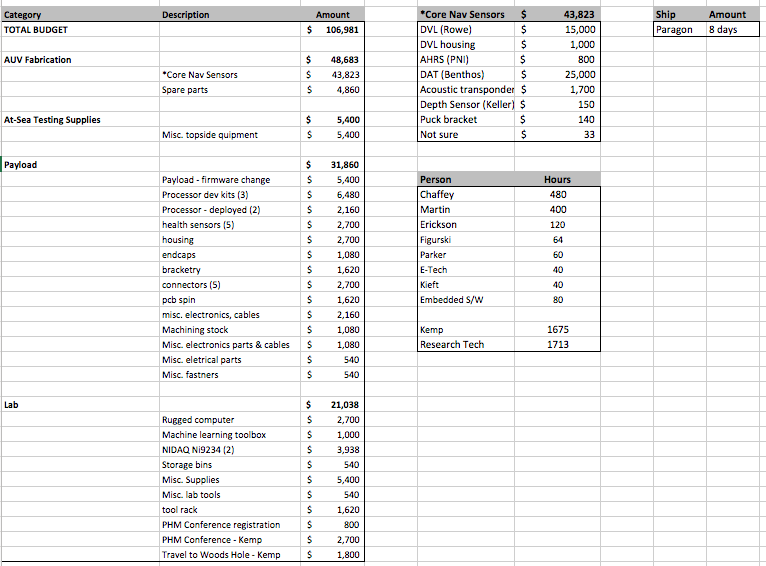 Category Description Amount
TOTAL BUDGET $ 106,981
AUV Fabrication $ 48,683
*Core Nav Sensors $ 43,823
Spare parts $ 4,860
At-Sea Testing Supplies $ 5,400
Misc. topside quipment $ 5,400
Payload $ 31,860
Payload - firmware change $ 5,400
Processor dev kits (3) $ 6,480
Processor - deployed (2) $ 2,160
health sensors (5) $ 2,700
housing $ 2,700
endcaps $ 1,080
bracketry $ 1,620
connectors (5) $ 2,700
pcb spin $ 1,620
misc. electronics, cables $ 2,160
Machining stock $ 1,080
Misc. electronics parts & cables $ 1,080
Misc. eletrical parts $ 540
Misc. fastners $ 540
Lab $ 21,038
Rugged computer $ 2,700
Machine learning toolbox $ 1,000
NIDAQ Ni9234 (2) $ 3,938
Storage bins $ 540
Misc. Supplies $ 5,400
Misc. lab tools $ 540
tool rack $ 1,620
PHM Conference registration $ 800
PHM Conference - Kemp $ 2,700
Travel to Woods Hole - Kemp $ 1,800
*Core Nav Sensors $ 43,823
DVL (Rowe) $ 15,000
DVL housing $ 1,000
AHRS (PNI) $ 800
DAT (Benthos) $ 25,000
Acoustic transponder $ 1,700
Depth Sensor (Keller) $ 150
Puck bracket $ 140
Not sure $ 33
Person Hours
Chaffey 480
Martin 400
Erickson 120
Figurski 64
Parker 60
E-Tech 40
Kieft 40
Embedded S/W 80
Kemp 1675
Research Tech 1713
Ship Amount
Paragon 8 days